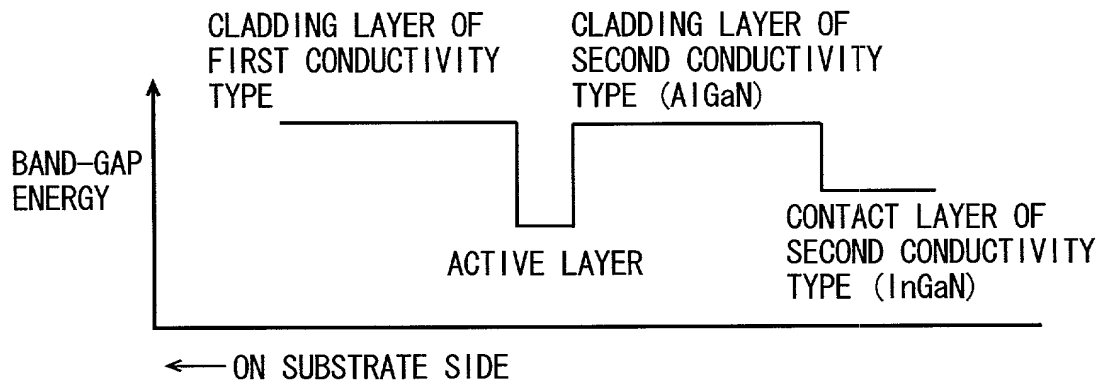 CLADDING LAYER OF
FIRST CONDUCTIVITY
TYPE
CLADDING LAYER OF
SECOND CONDUCTIVITY
TYPE (AlGaN)
BAND-GAP
ENERGY
ACTIVE LAYER
CONTACT LAYER OF
SECOND CONDUCTIVITY
TYPE (InGaN)
ON SUBSTRATE SIDE